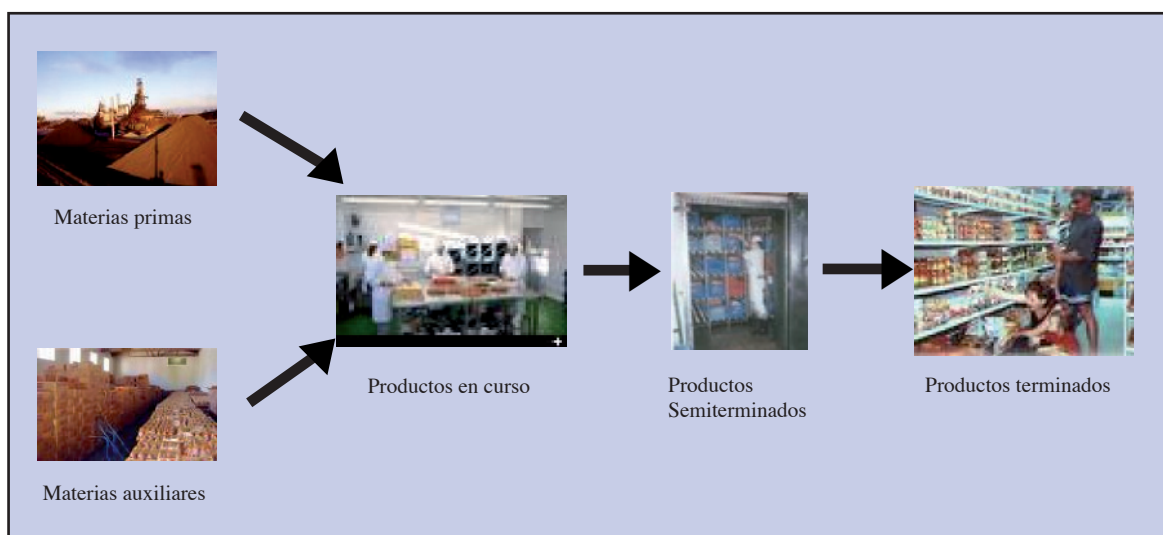 Materias primas
Materias auxiliares
Productos en curso
Productos
Semiterminados
Productos terminados